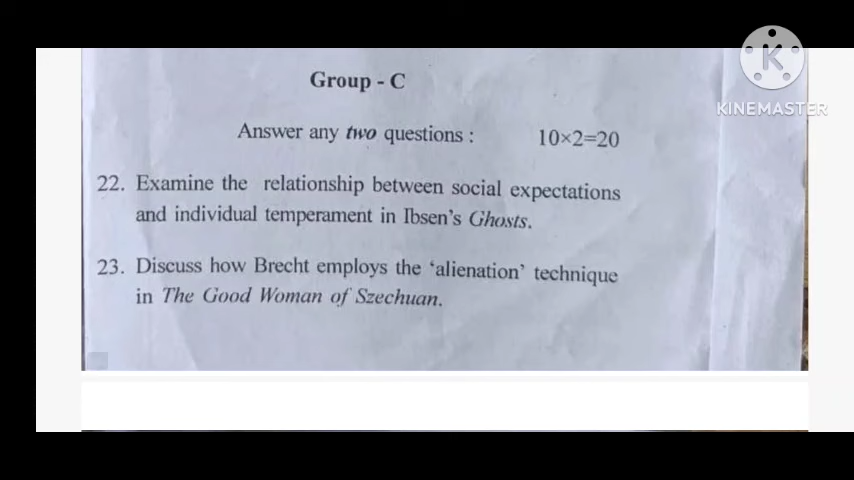 K
KINEMASTER
Group - C
Answer any two questions : 10×2=20
22. Examine the relationship between social expectations
and individual temperament in Ibsen's Ghosts.
23. Discuss how Brecht employs the 'alienation' technique
in The Good Woman of Szechuan.